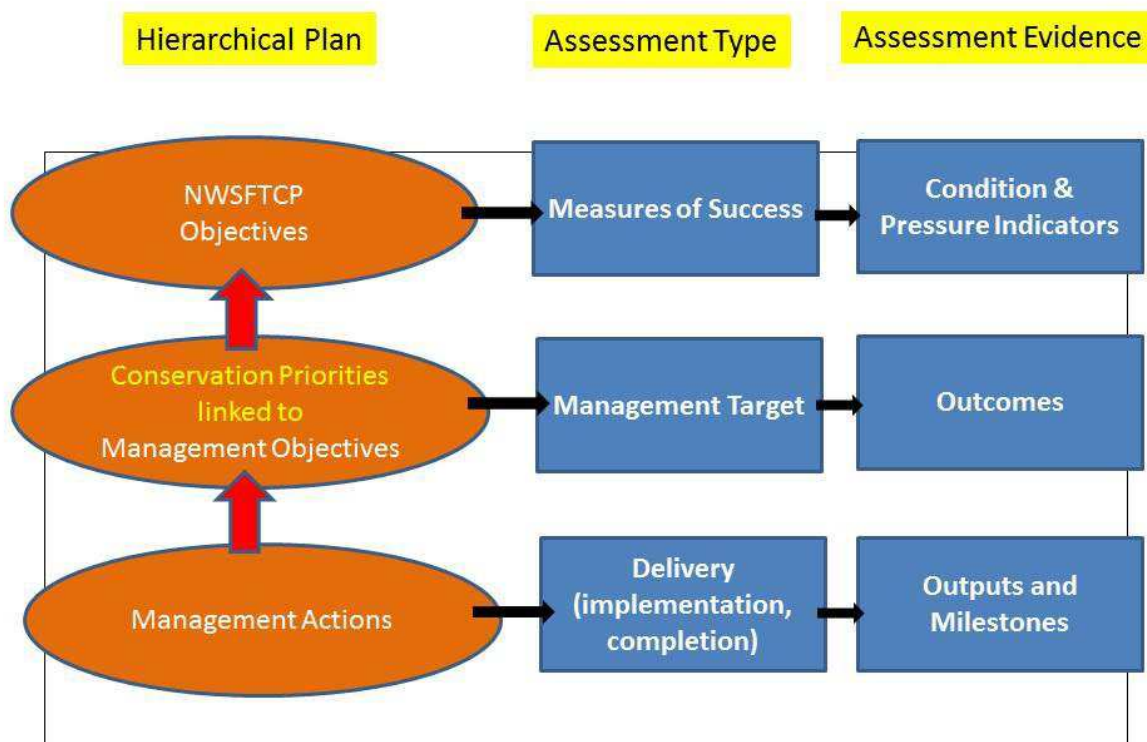 Hierarchical Plan
Assessment Type
Assessment Evidence
NWSFTCP
Objectives
Measures of Success
Condition &
Pressure Indicators
Conservation Priorities
linked to
Management Objectives
Management Target
Outcomes
Management Actions
Delivery
(implementation,
completion)
Outputs and
Milestones